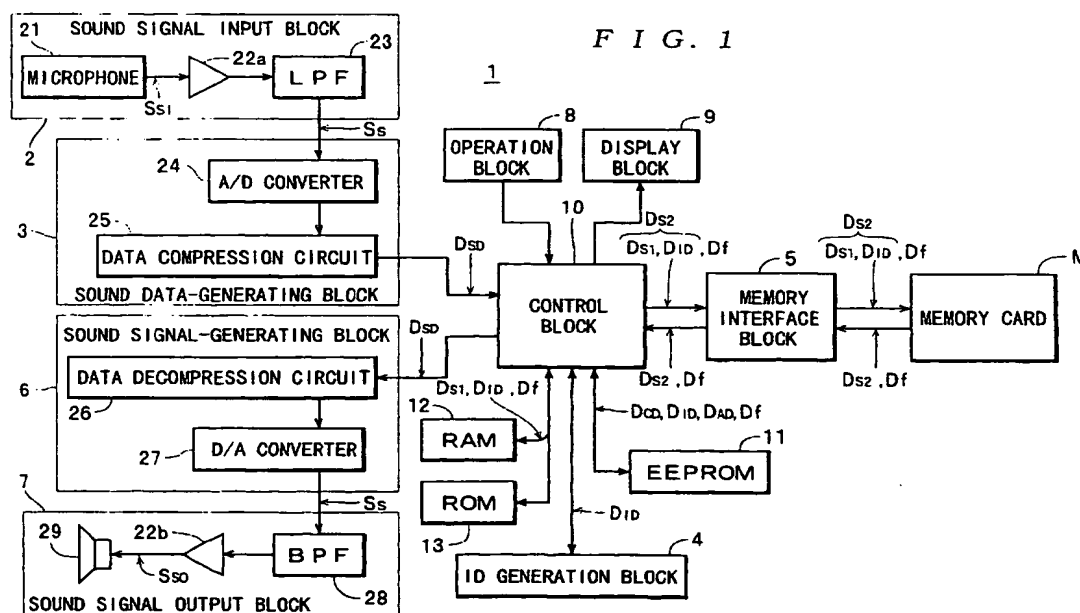 FIG. 1
1
SOUND SIGNAL INPUT BLOCK
21
22a
23
MICROPHONE
LPF
SS1
SS
2
24
A/D CONVERTER
3
25
DATA COMPRESSION CIRCUIT
SOUND DATA-GENERATING BLOCK
DSD
SOUND SIGNAL-GENERATING BLOCK
DSD
6
DATA DECOMPRESSION CIRCUIT
26
27
D/A CONVERTER
SS
7
29
22b
BPF
SSO
28
SOUND SIGNAL OUTPUT BLOCK
8
OPERATION BLOCK
9
DISPLAY BLOCK
10
CONTROL BLOCK
DS2
DS1, DID, Df
DS2, Df
5
MEMORY INTERFACE BLOCK
DS2
DS1, DID, Df
DS2, Df
M
MEMORY CARD
DS1, DID, Df
12
RAM
ROM
13
DCD, DID, DAD, Df
11
EEPROM
DID
4
ID GENERATION BLOCK